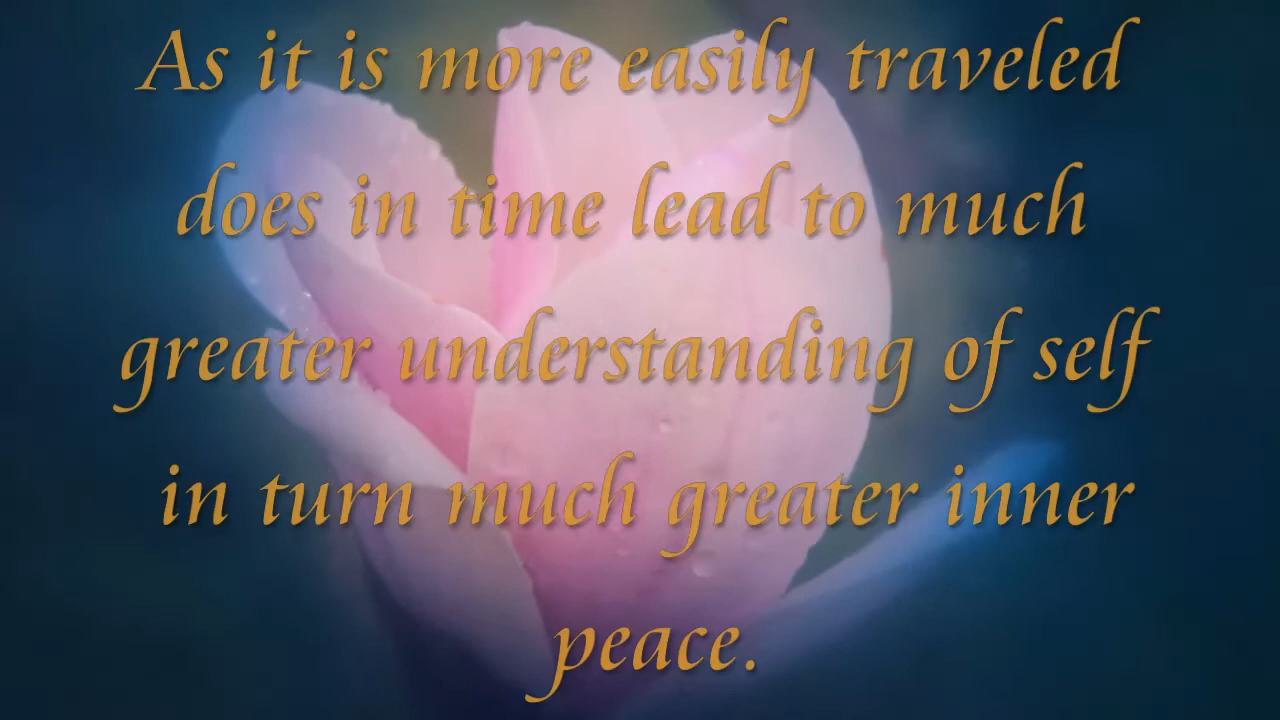 As it is more easily traveled
does in time lead to much
greater understanding of self
in turn much greater inner
peace.